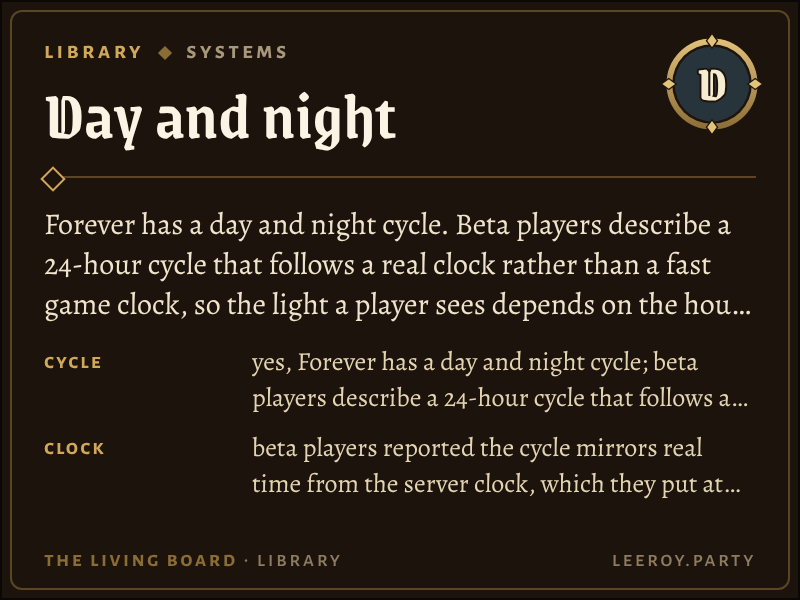 LIBRARY ◆ SYSTEMS
D
Day and night
Forever has a day and night cycle. Beta players describe a
24-hour cycle that follows a real clock rather than a fast
game clock, so the light a player sees depends on the hou...
CYCLE yes, Forever has a day and night cycle; beta
players describe a 24-hour cycle that follows a...
CLOCK beta players reported the cycle mirrors real
time from the server clock, which they put at...
THE LIVING BOARD · LIBRARY LEEROY.PARTY